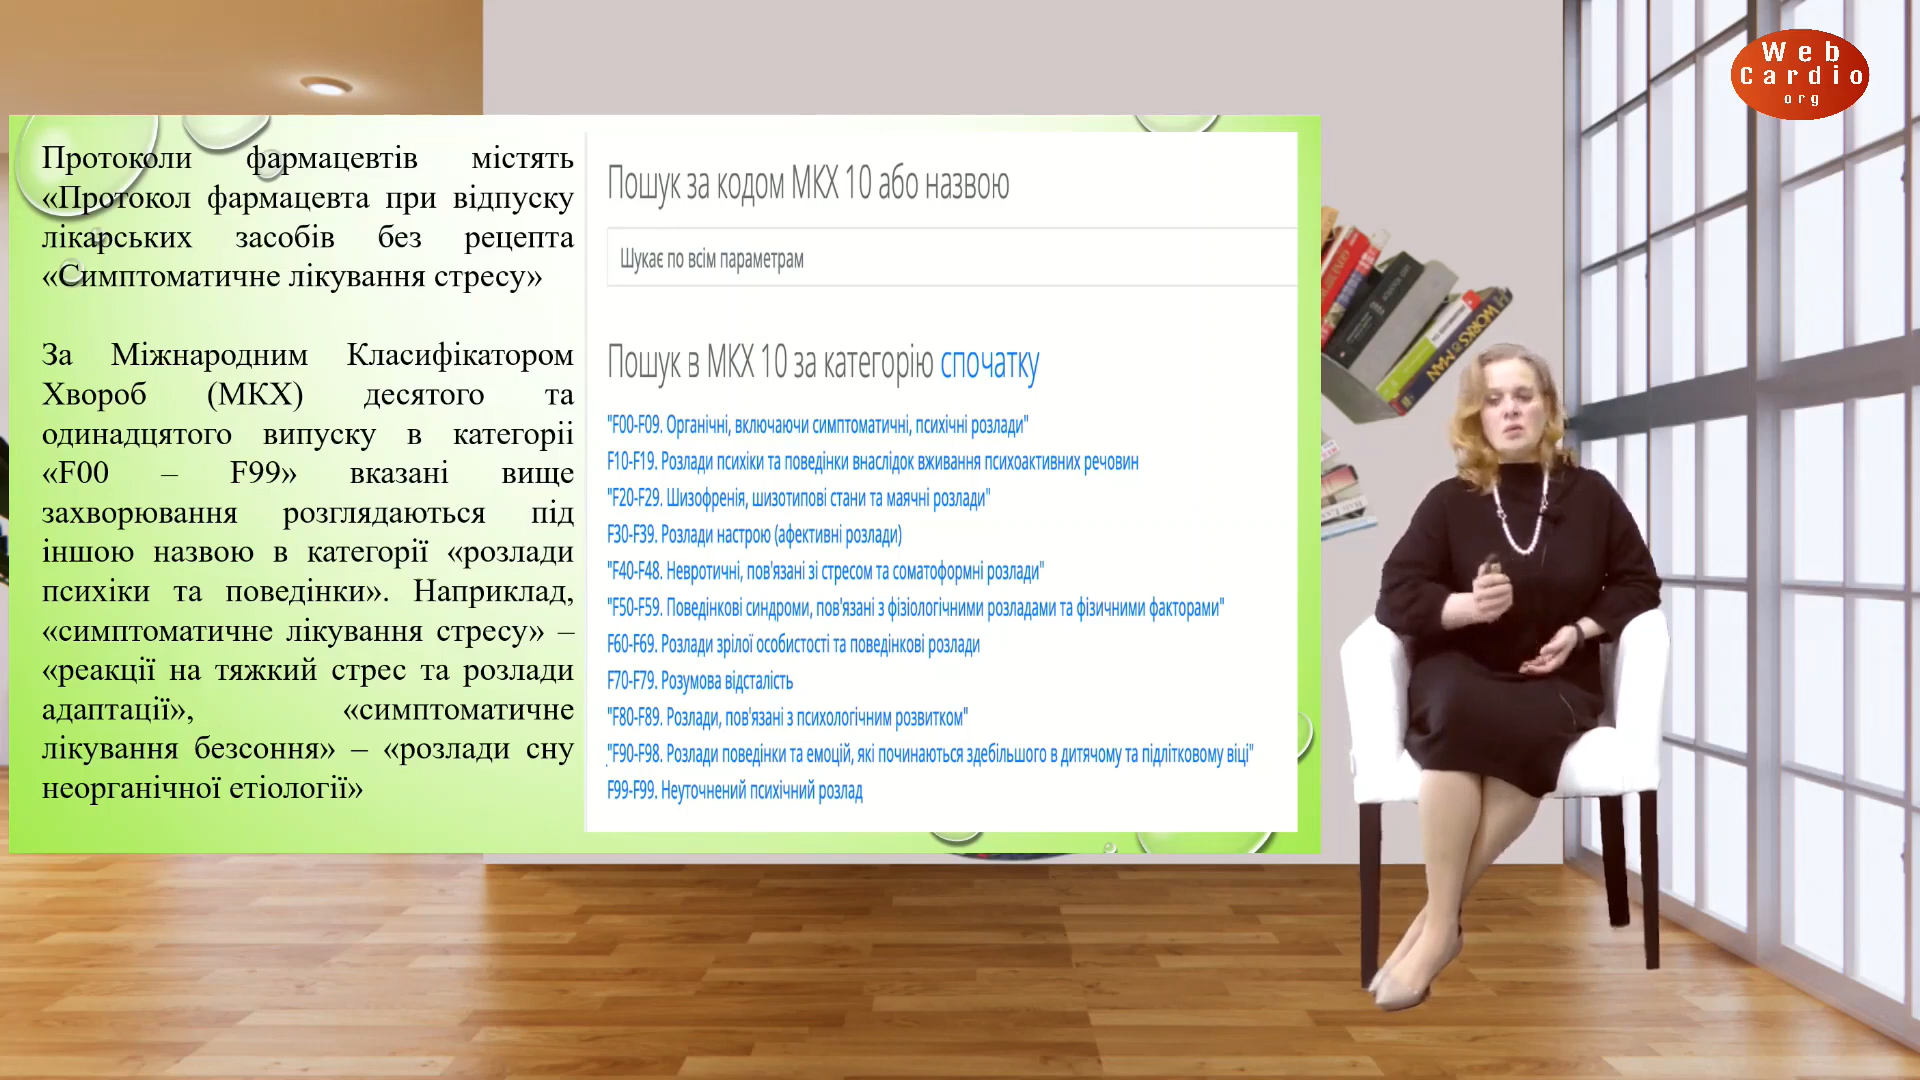 Web
Cardio
org
Протоколи фармацевтів містять
«Протокол фармацевта при відпуску
лікарських засобів без рецепта
«Симптоматичне лікування стресу»
За Міжнародним Класифікатором
Хвороб (МКХ) десятого та
одинадцятого випуску в категорії
«F00 – F99» вказані вище
захворювання розглядаються під
іншою назвою в категорії «розлади
психіки та поведінки». Наприклад,
«симптоматичне лікування стресу» –
«реакції на тяжкий стрес та розлади
адаптації», «симптоматичне
лікування безсоння» – «розлади сну
неорганічної етіології»
Пошук за кодом МКХ 10 або назвою
Шукає по всім параметрам
Пошук в МКХ 10 за категорію спочатку
"F00-F09. Органічні, включаючи симптоматичні, психічні розлади"
F10-F19. Розлади психіки та поведінки внаслідок вживання психоактивних речовин
"F20-F29. Шизофренія, шизотипові стани та маячні розлади"
F30-F39. Розлади настрою (афективні розлади)
"F40-F48. Невротичні, пов'язані зі стресом та соматоформні розлади"
"F50-F59. Поведінкові синдроми, пов'язані з фізіологічними розладами та фізичними факторами"
F60-F69. Розлади зрілої особистості та поведінкові розлади
F70-F79. Розумова відсталість
"F80-F89. Розлади, пов'язані з психологічним розвитком"
"F90-F98. Розлади поведінки та емоцій, які починаються здебільшого в дитячому та підлітковому віці"
F99-F99. Неуточнений психічний розлад
WORKS
MAN